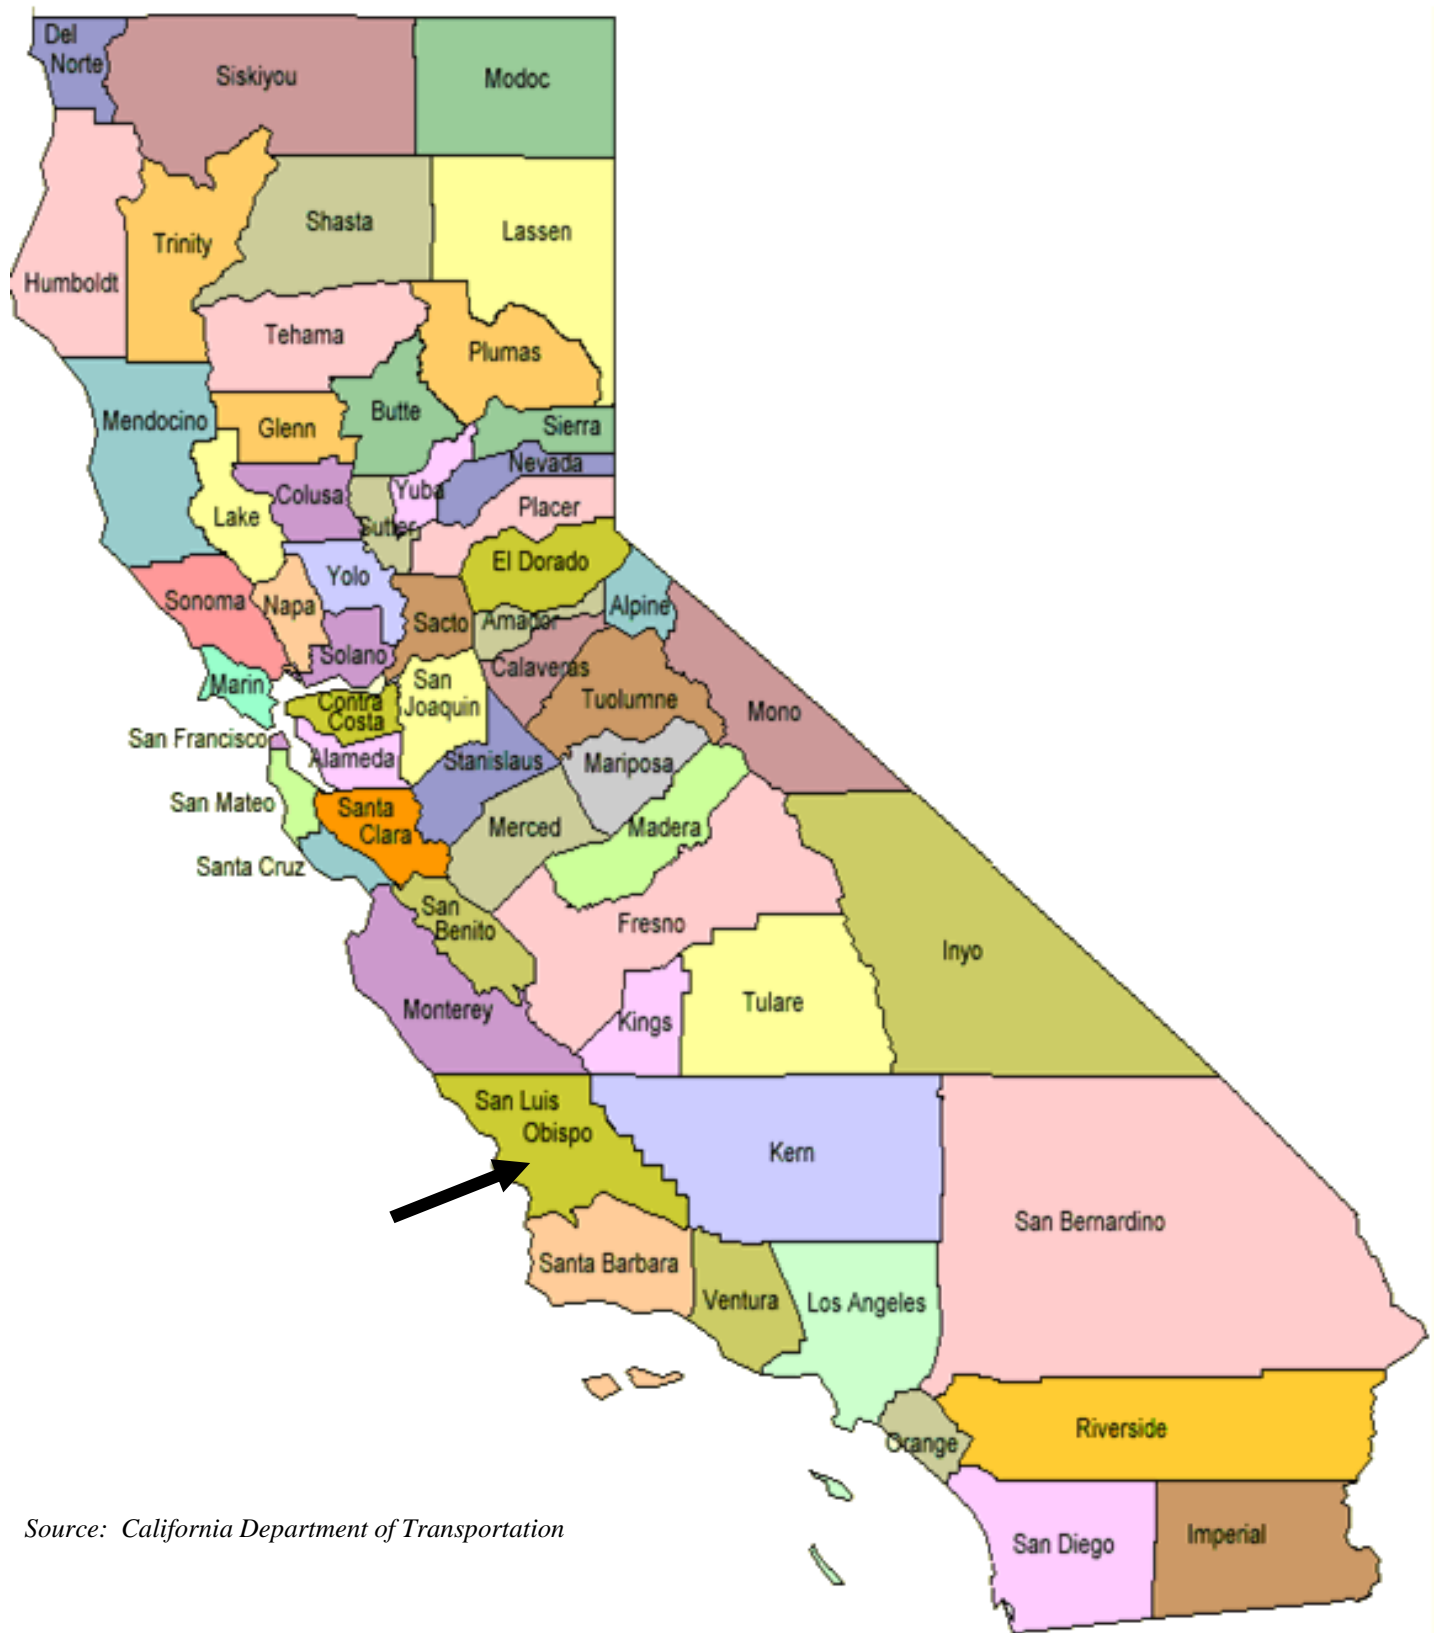 Del
Norte
Siskiyou
Modoc
Shasta
Lassen
Trinity
Humboldt
Tehama
Plumas
Mendocino
Glenn
Butte
Sierra
Nevada
Lake
Colusa
Yuba
Sutter
Placer
El Dorado
Yolo
Sonoma
Napa
Sacto
Amador
Alpine
Solano
Calaveras
Marin
San
Joaquin
Tuolumne
Mono
Contra
Costa
San Francisco
Alameda
Stanislaus
Mariposa
San Mateo
Santa
Clara
Merced
Madera
Santa Cruz
San
Benito
Fresno
Inyo
Monterey
Kings
Tulare
San Luis
Obispo
Kern
San Bernardino
Santa Barbara
Ventura
Los Angeles
Orange
Riverside
San Diego
Imperial
Source: California Department of Transportation